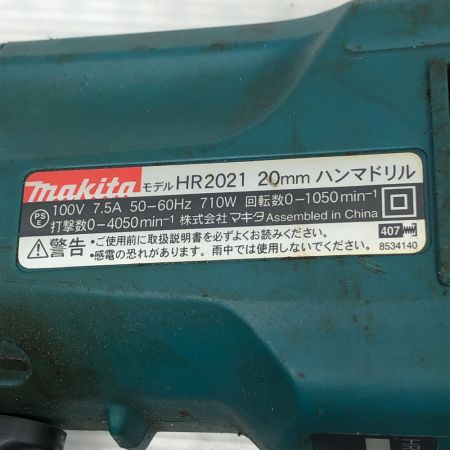 makita モデル HR2021 20mm ハンマドリル
PSE 100V 7.5A 50-60Hz 710W 回転数0-1050min⁻¹
打撃数0-4050min⁻¹ 株式会社 マキタ Assembled in China
警告 ・ご使用前に取扱説明書を必ずよくお読みください。
・感電の恐れがあります。雨中では使用しないでください。
407
8534140
HR